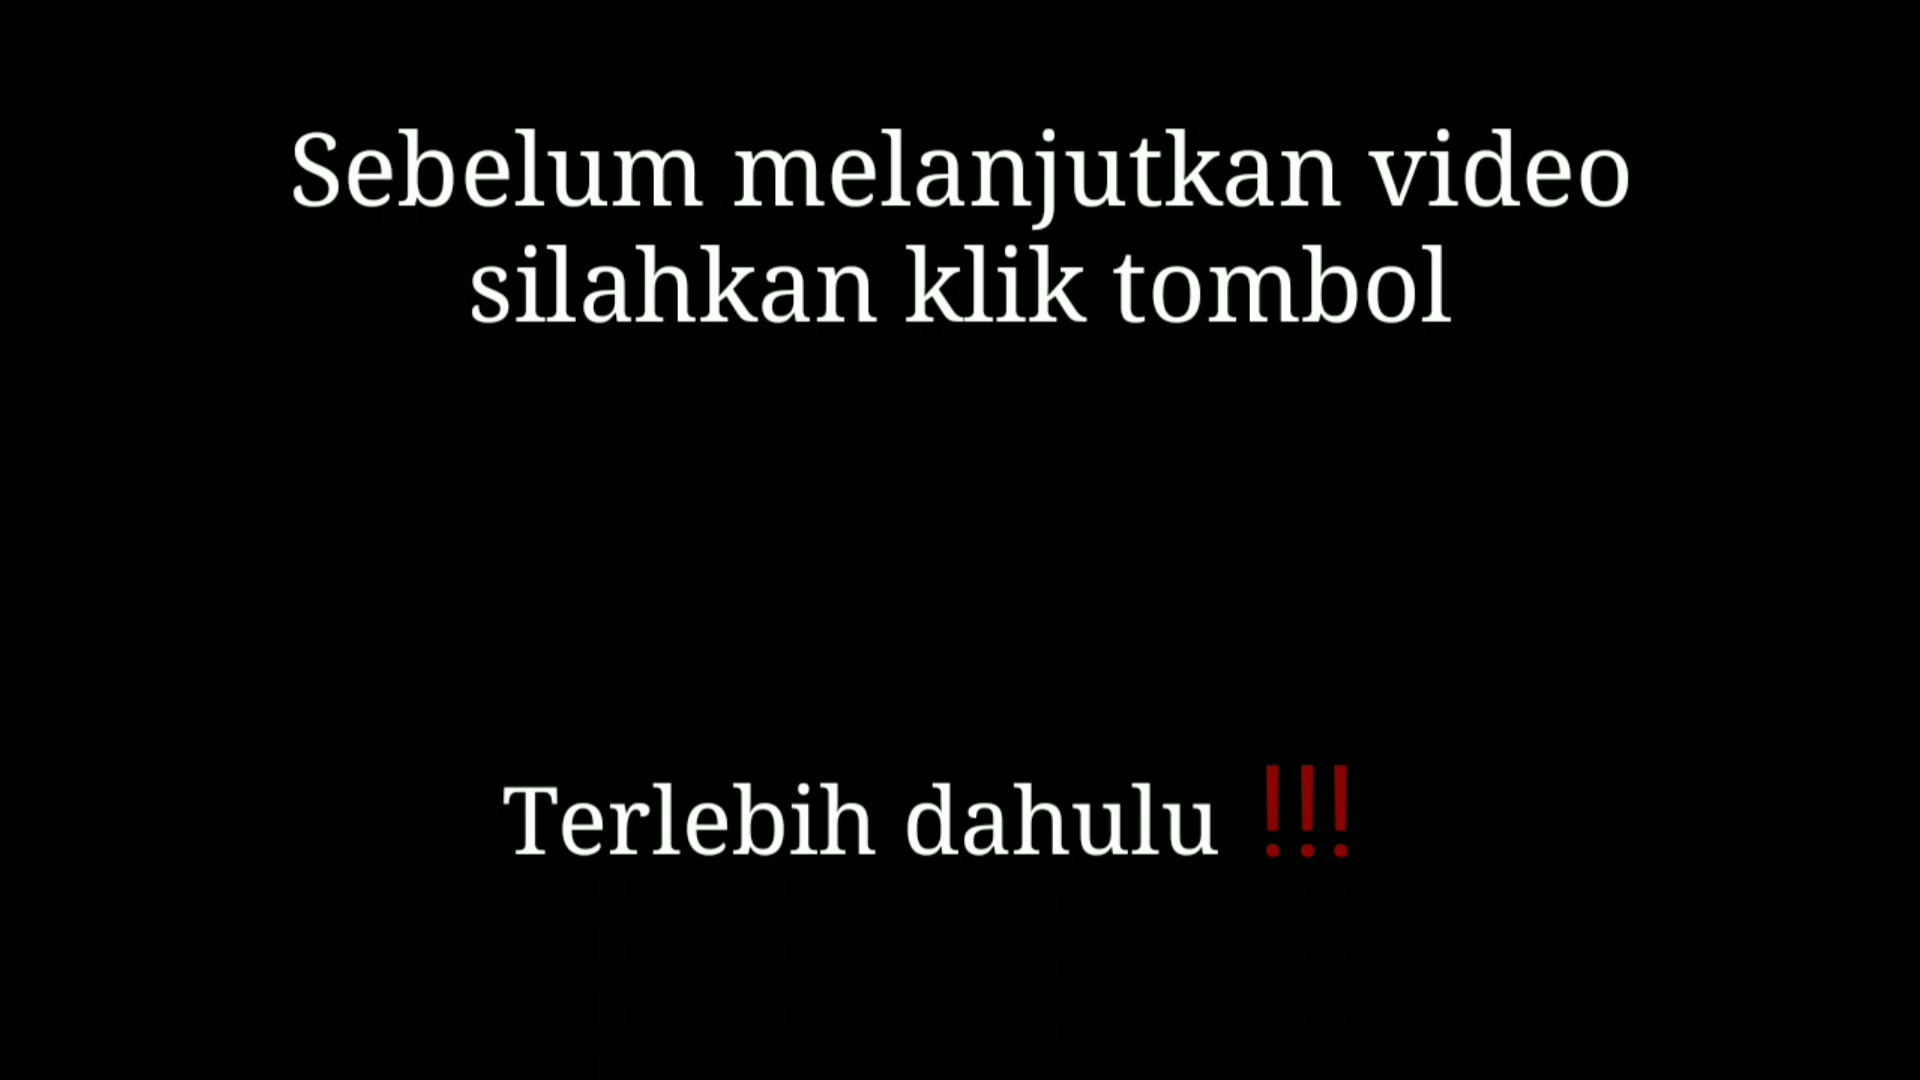 Sebelum melanjutkan video
silahkan klik tombol
Terlebih dahulu !!!